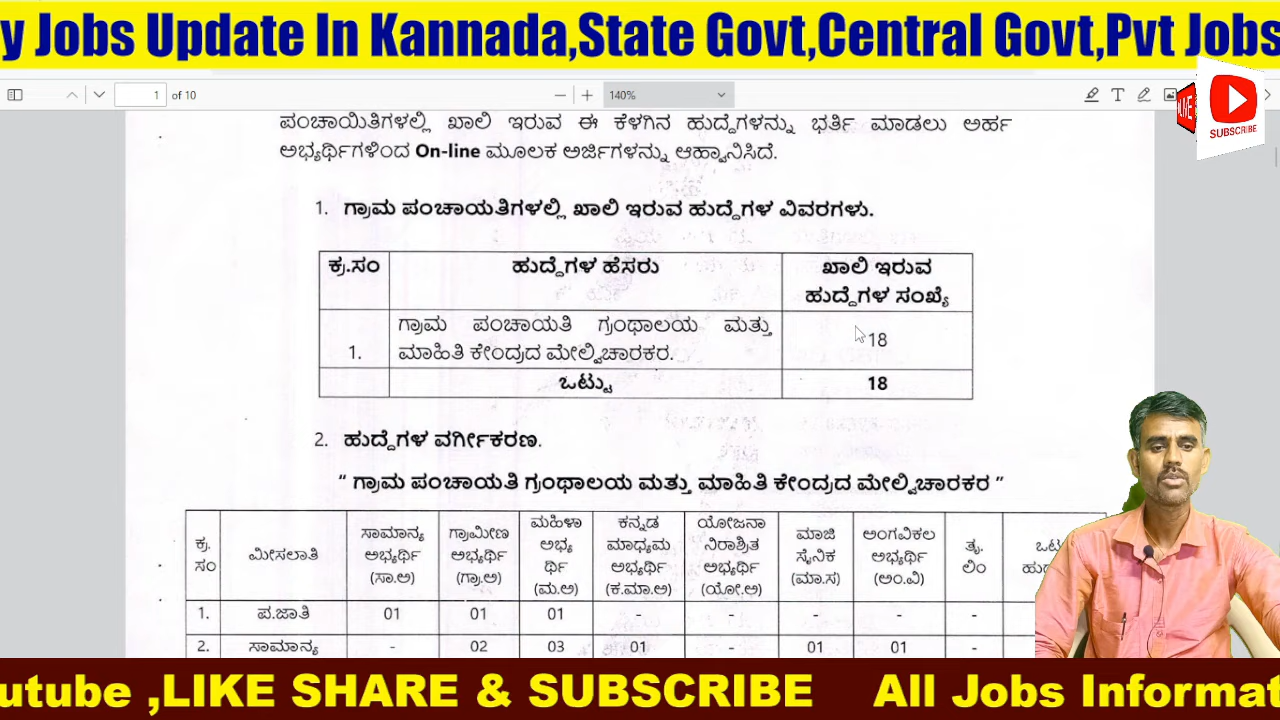 y Jobs Update In Kannada,State Govt,Central Govt,Pvt Jobs
1 of 10
140%
LIVE
SUBSCRIBE
ಪಂಚಾಯಿತಿಗಳಲ್ಲಿ ಖಾಲಿ ಇರುವ ಈ ಕೆಳಗಿನ ಹುದ್ದೆಗಳನ್ನು ಭರ್ತಿ ಮಾಡಲು ಅರ್ಹ
ಅಭ್ಯರ್ಥಿಗಳಿಂದ On-line ಮೂಲಕ ಅರ್ಜಿಗಳನ್ನು ಆಹ್ವಾನಿಸಿದೆ.
1. ಗ್ರಾಮ ಪಂಚಾಯತಿಗಳಲ್ಲಿ ಖಾಲಿ ಇರುವ ಹುದ್ದೆಗಳ ವಿವರಗಳು.
ಕ್ರ.ಸಂ ಹುದ್ದೆಗಳ ಹೆಸರು ಖಾಲಿ ಇರುವ
ಹುದ್ದೆಗಳ ಸಂಖ್ಯೆ
ಗ್ರಾಮ ಪಂಚಾಯತಿ ಗ್ರಂಥಾಲಯ ಮತ್ತು
1. ಮಾಹಿತಿ ಕೇಂದ್ರದ ಮೇಲ್ವಿಚಾರಕರ. 18
ಒಟ್ಟು 18
2. ಹುದ್ದೆಗಳ ವರ್ಗೀಕರಣ.
“ ಗ್ರಾಮ ಪಂಚಾಯತಿ ಗ್ರಂಥಾಲಯ ಮತ್ತು ಮಾಹಿತಿ ಕೇಂದ್ರದ ಮೇಲ್ವಿಚಾರಕರ ”
ಕ್ರ.
ಸಂ
ಮೀಸಲಾತಿ
ಸಾಮಾನ್ಯ
ಅಭ್ಯರ್ಥಿ
(ಸಾ.ಅ)
ಗ್ರಾಮೀಣ
ಅಭ್ಯರ್ಥಿ
(ಗ್ರಾ.ಅ)
ಮಹಿಳಾ
ಅಭ್ಯ
ರ್ಥಿ
(ಮ.ಅ)
ಕನ್ನಡ
ಮಾಧ್ಯಮ
ಅಭ್ಯರ್ಥಿ
(ಕ.ಮಾ.ಅ)
ಯೋಜನಾ
ನಿರಾಶ್ರಿತ
ಅಭ್ಯರ್ಥಿ
(ಯೋ.ಅ)
ಮಾಜಿ
ಸೈನಿಕ
(ಮಾ.ಸ)
ಅಂಗವಿಕಲ
ಅಭ್ಯರ್ಥಿ
(ಅಂ.ವಿ)
ತೃ.
ಲಿಂ
1. ಪ.ಜಾತಿ 01 01 01 - - - - -
2. ಸಾಮಾನ್ಯ - 02 03 01 - 01 01 -
utube ,LIKE SHARE & SUBSCRIBE All Jobs Informat